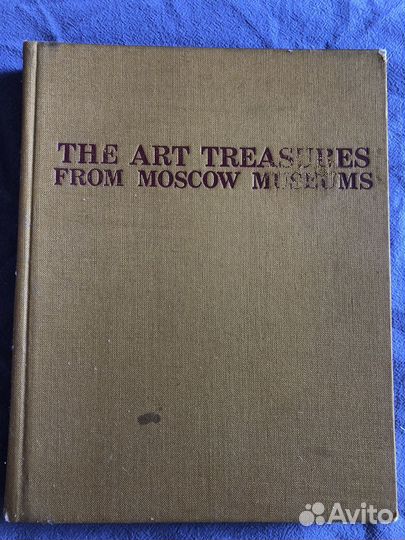 THE ART TREASURES
FROM MOSCOW MUSEUMS
Avito